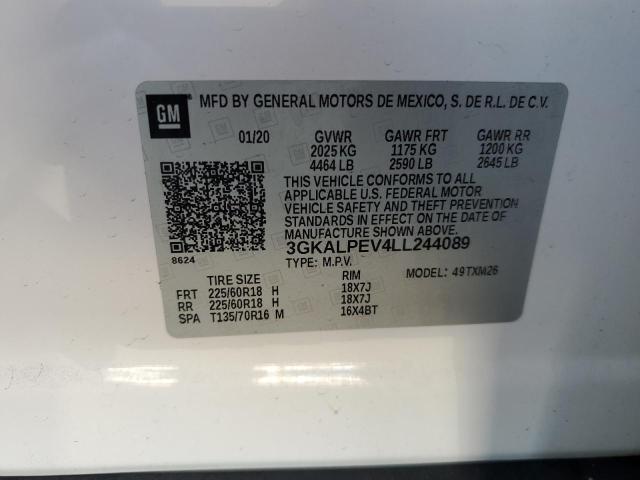 GM
MFD BY GENERAL MOTORS DE MEXICO, S. DE R.L. DE C.V.
01/20 GVWR GAWR FRT GAWR RR
2025 KG 1175 KG 1200 KG
4464 LB 2590 LB 2645 LB
THIS VEHICLE CONFORMS TO ALL
APPLICABLE U.S. FEDERAL MOTOR
VEHICLE SAFETY AND THEFT PREVENTION
STANDARDS IN EFFECT ON THE DATE OF
MANUFACTURE SHOWN ABOVE.
3GKALPEV4LL244089
8624
TYPE: M.P.V. MODEL: 49TXM26
TIRE SIZE RIM
FRT 225/60R18 H 18X7J
RR 225/60R18 H 18X7J
SPA T135/70R16 M 16X4BT